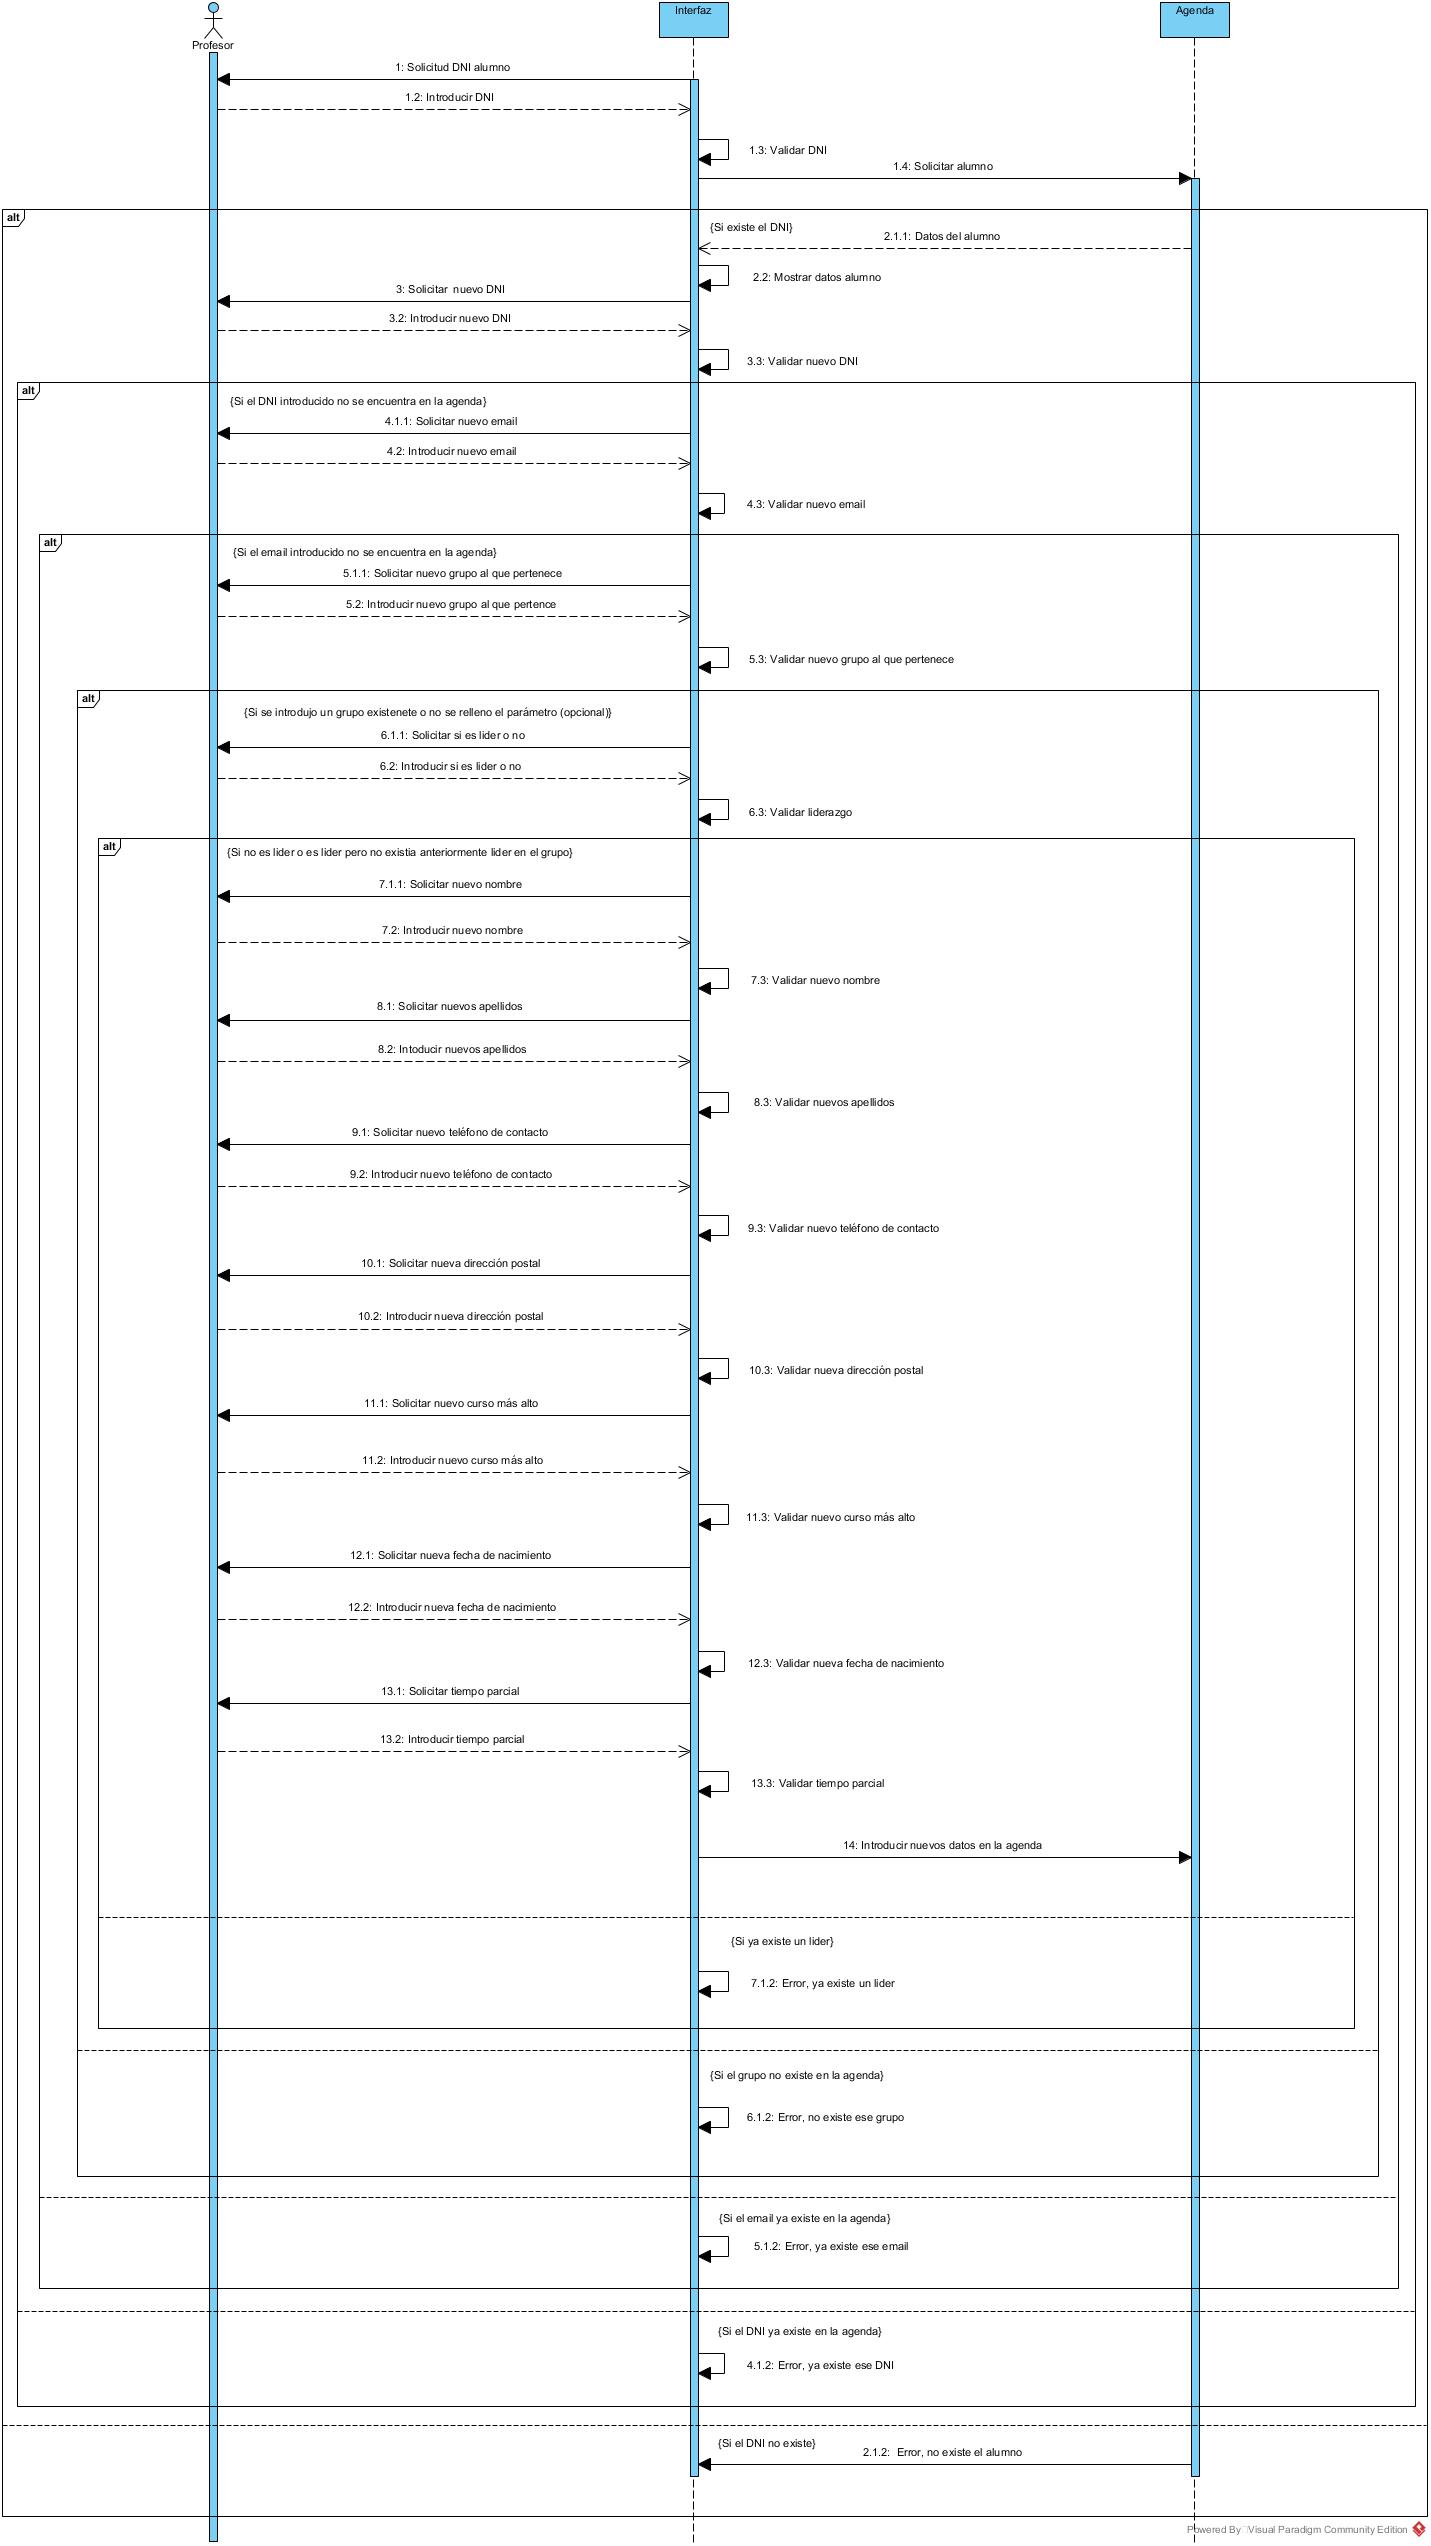 Profesor
Interfaz
Agenda
1: Solicitud DNI alumno
1.2: Introducir DNI
1.3: Validar DNI
1.4: Solicitar alumno
alt
{Si existe el DNI}
2.1.1: Datos del alumno
2.2: Mostrar datos alumno
3: Solicitar nuevo DNI
3.2: Introducir nuevo DNI
3.3: Validar nuevo DNI
alt
{Si el DNI introducido no se encuentra en la agenda}
4.1.1: Solicitar nuevo email
4.2: Introducir nuevo email
4.3: Validar nuevo email
alt
{Si el email introducido no se encuentra en la agenda}
5.1.1: Solicitar nuevo grupo al que pertenece
5.2: Introducir nuevo grupo al que pertence
5.3: Validar nuevo grupo al que pertenece
alt
{Si se introdujo un grupo existenete o no se relleno el parámetro (opcional)}
6.1.1: Solicitar si es lider o no
6.2: Introducir si es lider o no
6.3: Validar liderazgo
alt
{Si no es lider o es lider pero no existia anteriormente lider en el grupo}
7.1.1: Solicitar nuevo nombre
7.2: Introducir nuevo nombre
7.3: Validar nuevo nombre
8.1: Solicitar nuevos apellidos
8.2: Intoducir nuevos apellidos
8.3: Validar nuevos apellidos
9.1: Solicitar nuevo teléfono de contacto
9.2: Introducir nuevo teléfono de contacto
9.3: Validar nuevo teléfono de contacto
10.1: Solicitar nueva dirección postal
10.2: Introducir nueva dirección postal
10.3: Validar nueva dirección postal
11.1: Solicitar nuevo curso más alto
11.2: Introducir nuevo curso más alto
11.3: Validar nuevo curso más alto
12.1: Solicitar nueva fecha de nacimiento
12.2: Introducir nueva fecha de nacimiento
12.3: Validar nueva fecha de nacimiento
13.1: Solicitar tiempo parcial
13.2: Introducir tiempo parcial
13.3: Validar tiempo parcial
14: Introducir nuevos datos en la agenda
{Si ya existe un lider}
7.1.2: Error, ya existe un lider
{Si el grupo no existe en la agenda}
6.1.2: Error, no existe ese grupo
{Si el email ya existe en la agenda}
5.1.2: Error, ya existe ese email
{Si el DNI ya existe en la agenda}
4.1.2: Error, ya existe ese DNI
{Si el DNI no existe}
2.1.2: Error, no existe el alumno
Powered By Visual Paradigm Community Edition